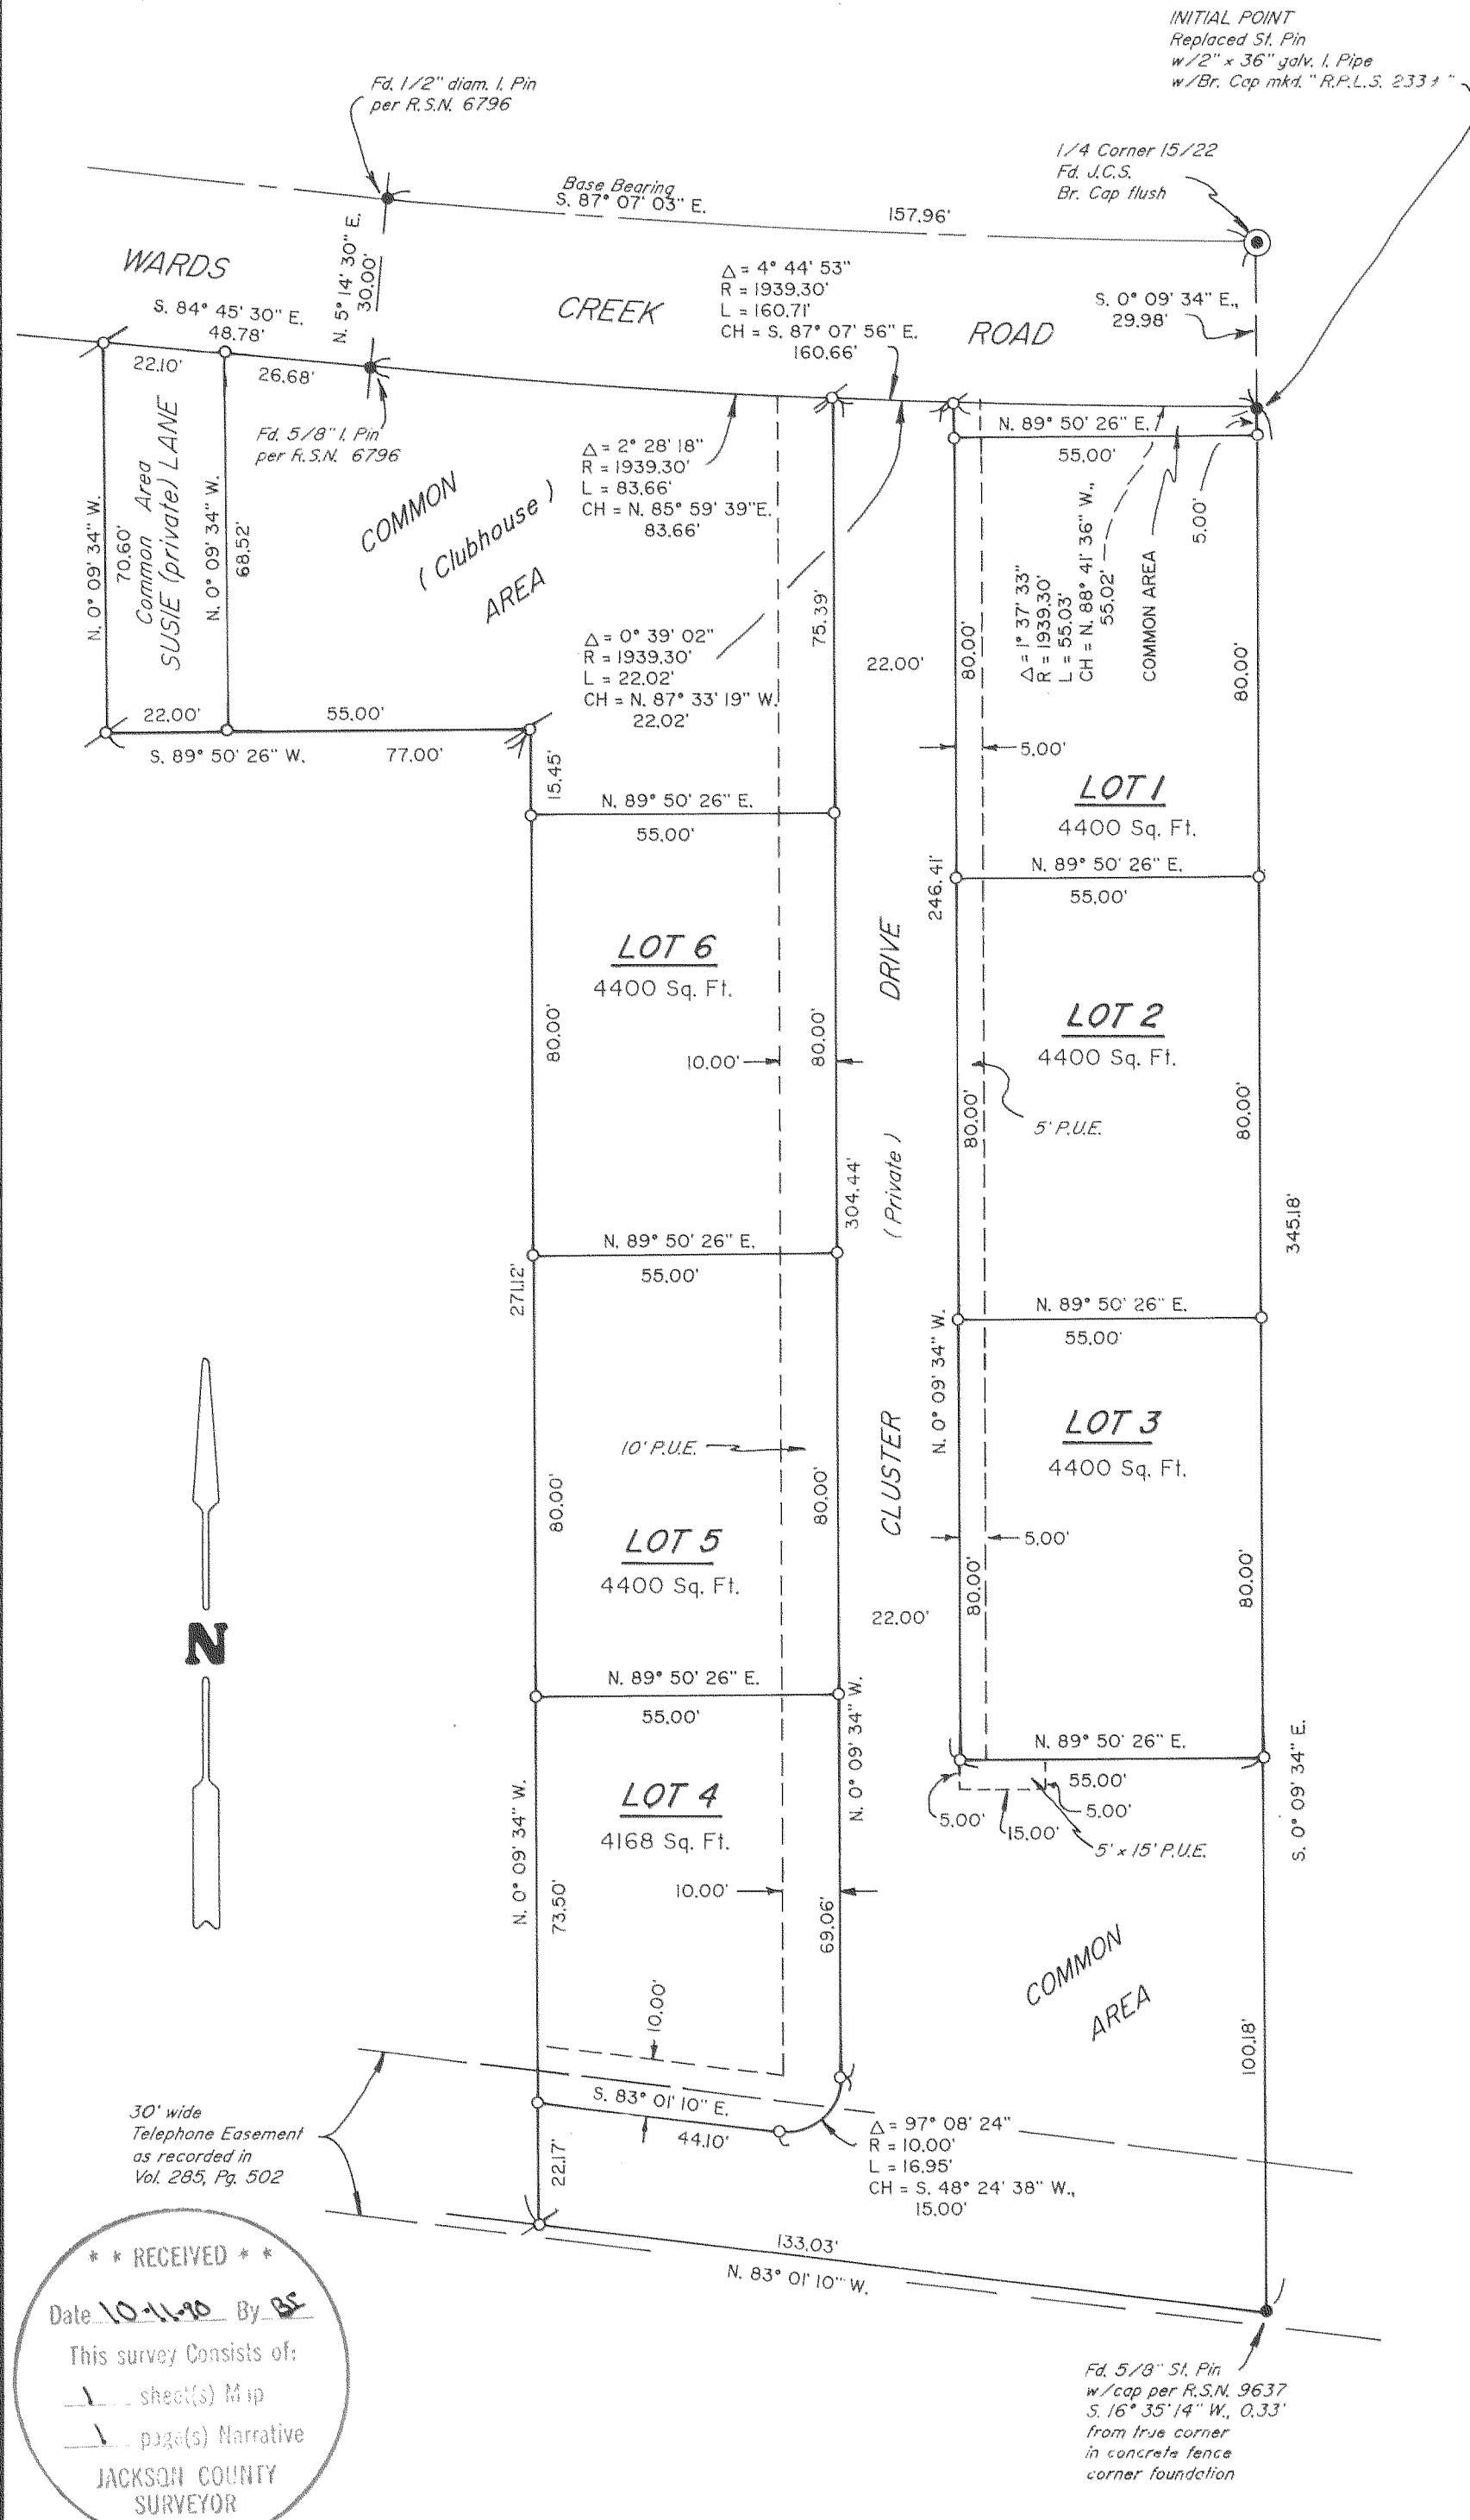 INITIAL POINT
Replaced St. Pin
w/2" x 36" galv. I. Pipe
w/Br. Cap mkd. "R.P.L.S. 233
Fd. 1/2" diam. I. Pin
per R.S.N. 6796
1/4 Corner 15/22
Fd. J.C.S.
Br. Cap flush
Base Bearing
S. 87° 07' 03" E.
157.96'
N. 5° 14' 30" E.
30.00'
WARDS
CREEK
ROAD
S. 84° 45' 30" E.
48.78'
22.10'
26.68'
Δ = 4° 44' 53"
R = 1939.30'
L = 160.71'
CH = S. 87° 07' 56" E.
160.66'
S. 0° 09' 34" E.,
29.98'
Fd. 5/8" I. Pin
per R.S.N. 6796
N. 0° 09' 34" W.
70.60'
Common Area
SUSIE (private) LANE
N. 0° 09' 34" W.
68.52'
COMMON
( Clubhouse )
AREA
Δ = 2° 28' 18"
R = 1939.30'
L = 83.66'
CH = N. 85° 59' 39"E.
83.66'
Δ = 0° 39' 02"
R = 1939.30'
L = 22.02'
CH = N. 87° 33' 19" W.
22.02'
75.39'
22.00'
N. 89° 50' 26" E.
55.00'
5.00'
Δ = 1° 37' 33"
R = 1939.30'
L = 55.03'
CH = N. 88° 41' 36" W.,
55.02'
COMMON AREA
80.00'
80.00'
5.00'
22.00'
55.00'
S. 89° 50' 26" W.
77.00'
15.45'
N. 89° 50' 26" E.
55.00'
LOT 1
4400 Sq. Ft.
N. 89° 50' 26" E.
55.00'
246.41'
LOT 6
4400 Sq. Ft.
80.00'
10.00'
80.00'
DRIVE
LOT 2
4400 Sq. Ft.
80.00'
5' P.U.E.
80.00'
( Private )
304.44'
345.18'
N. 89° 50' 26" E.
55.00'
271.12'
N. 89° 50' 26" E.
55.00'
N. 0° 09' 34" W.
LOT 3
4400 Sq. Ft.
10' P.U.E.
CLUSTER
80.00'
80.00'
LOT 5
4400 Sq. Ft.
5.00'
80.00'
80.00'
22.00'
N
N. 89° 50' 26" E.
55.00'
N. 0° 09' 34" W.
N. 89° 50' 26" E.
55.00'
5.00'
15.00'
5.00'
5' x 15' P.U.E.
S. 0° 09' 34" E.
LOT 4
4168 Sq. Ft.
N. 0° 09' 34" W.
73.50'
10.00'
69.06'
COMMON
AREA
10.00'
100.18'
S. 83° 01' 10" E.
44.10'
30' wide
Telephone Easement
as recorded in
Vol. 285, Pg. 502
22.17'
Δ = 97° 08' 24"
R = 10.00'
L = 16.95'
CH = S. 48° 24' 38" W.,
15.00'
133.03'
N. 83° 01' 10" W.
* * RECEIVED * *
Date 10-11-90 By
This survey Consists of:
1 sheet(s) Map
1 page(s) Narrative
JACKSON COUNTY
SURVEYOR
Fd. 5/8" St. Pin
w/cap per R.S.N. 9637
S. 16° 35' 14" W., 0.33'
from true corner
in concrete fence
corner foundation